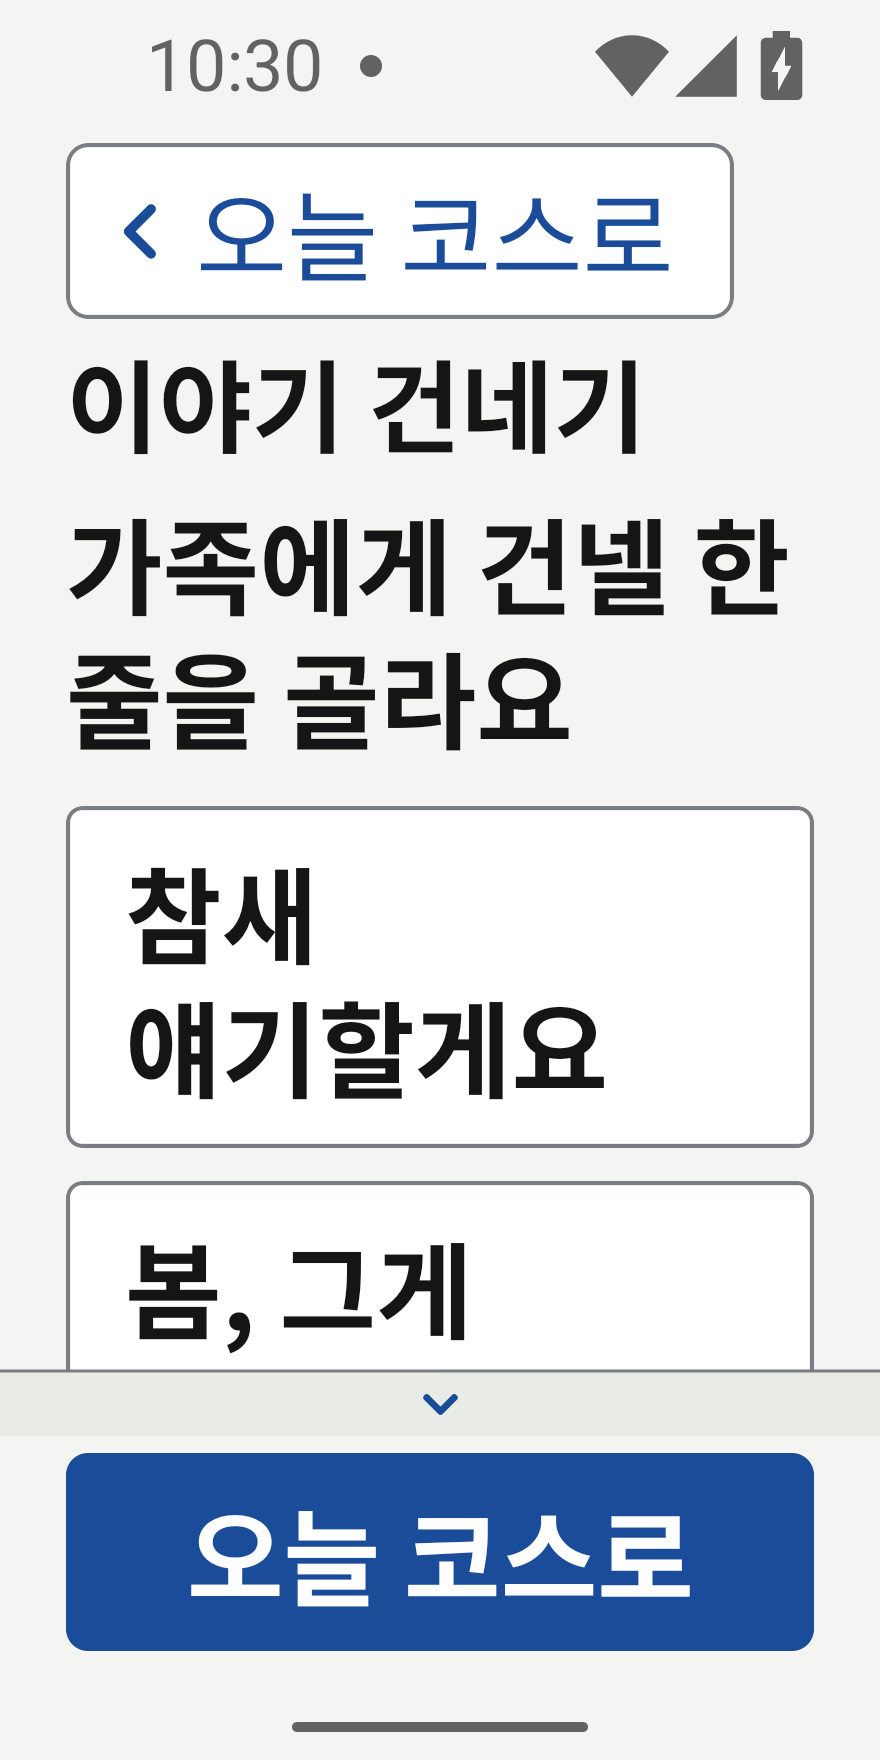 10:30
오늘 코스로
이야기 건네기
가족에게 건넬 한
줄을 골라요
참새
얘기할게요
봄, 그게
오늘 코스로